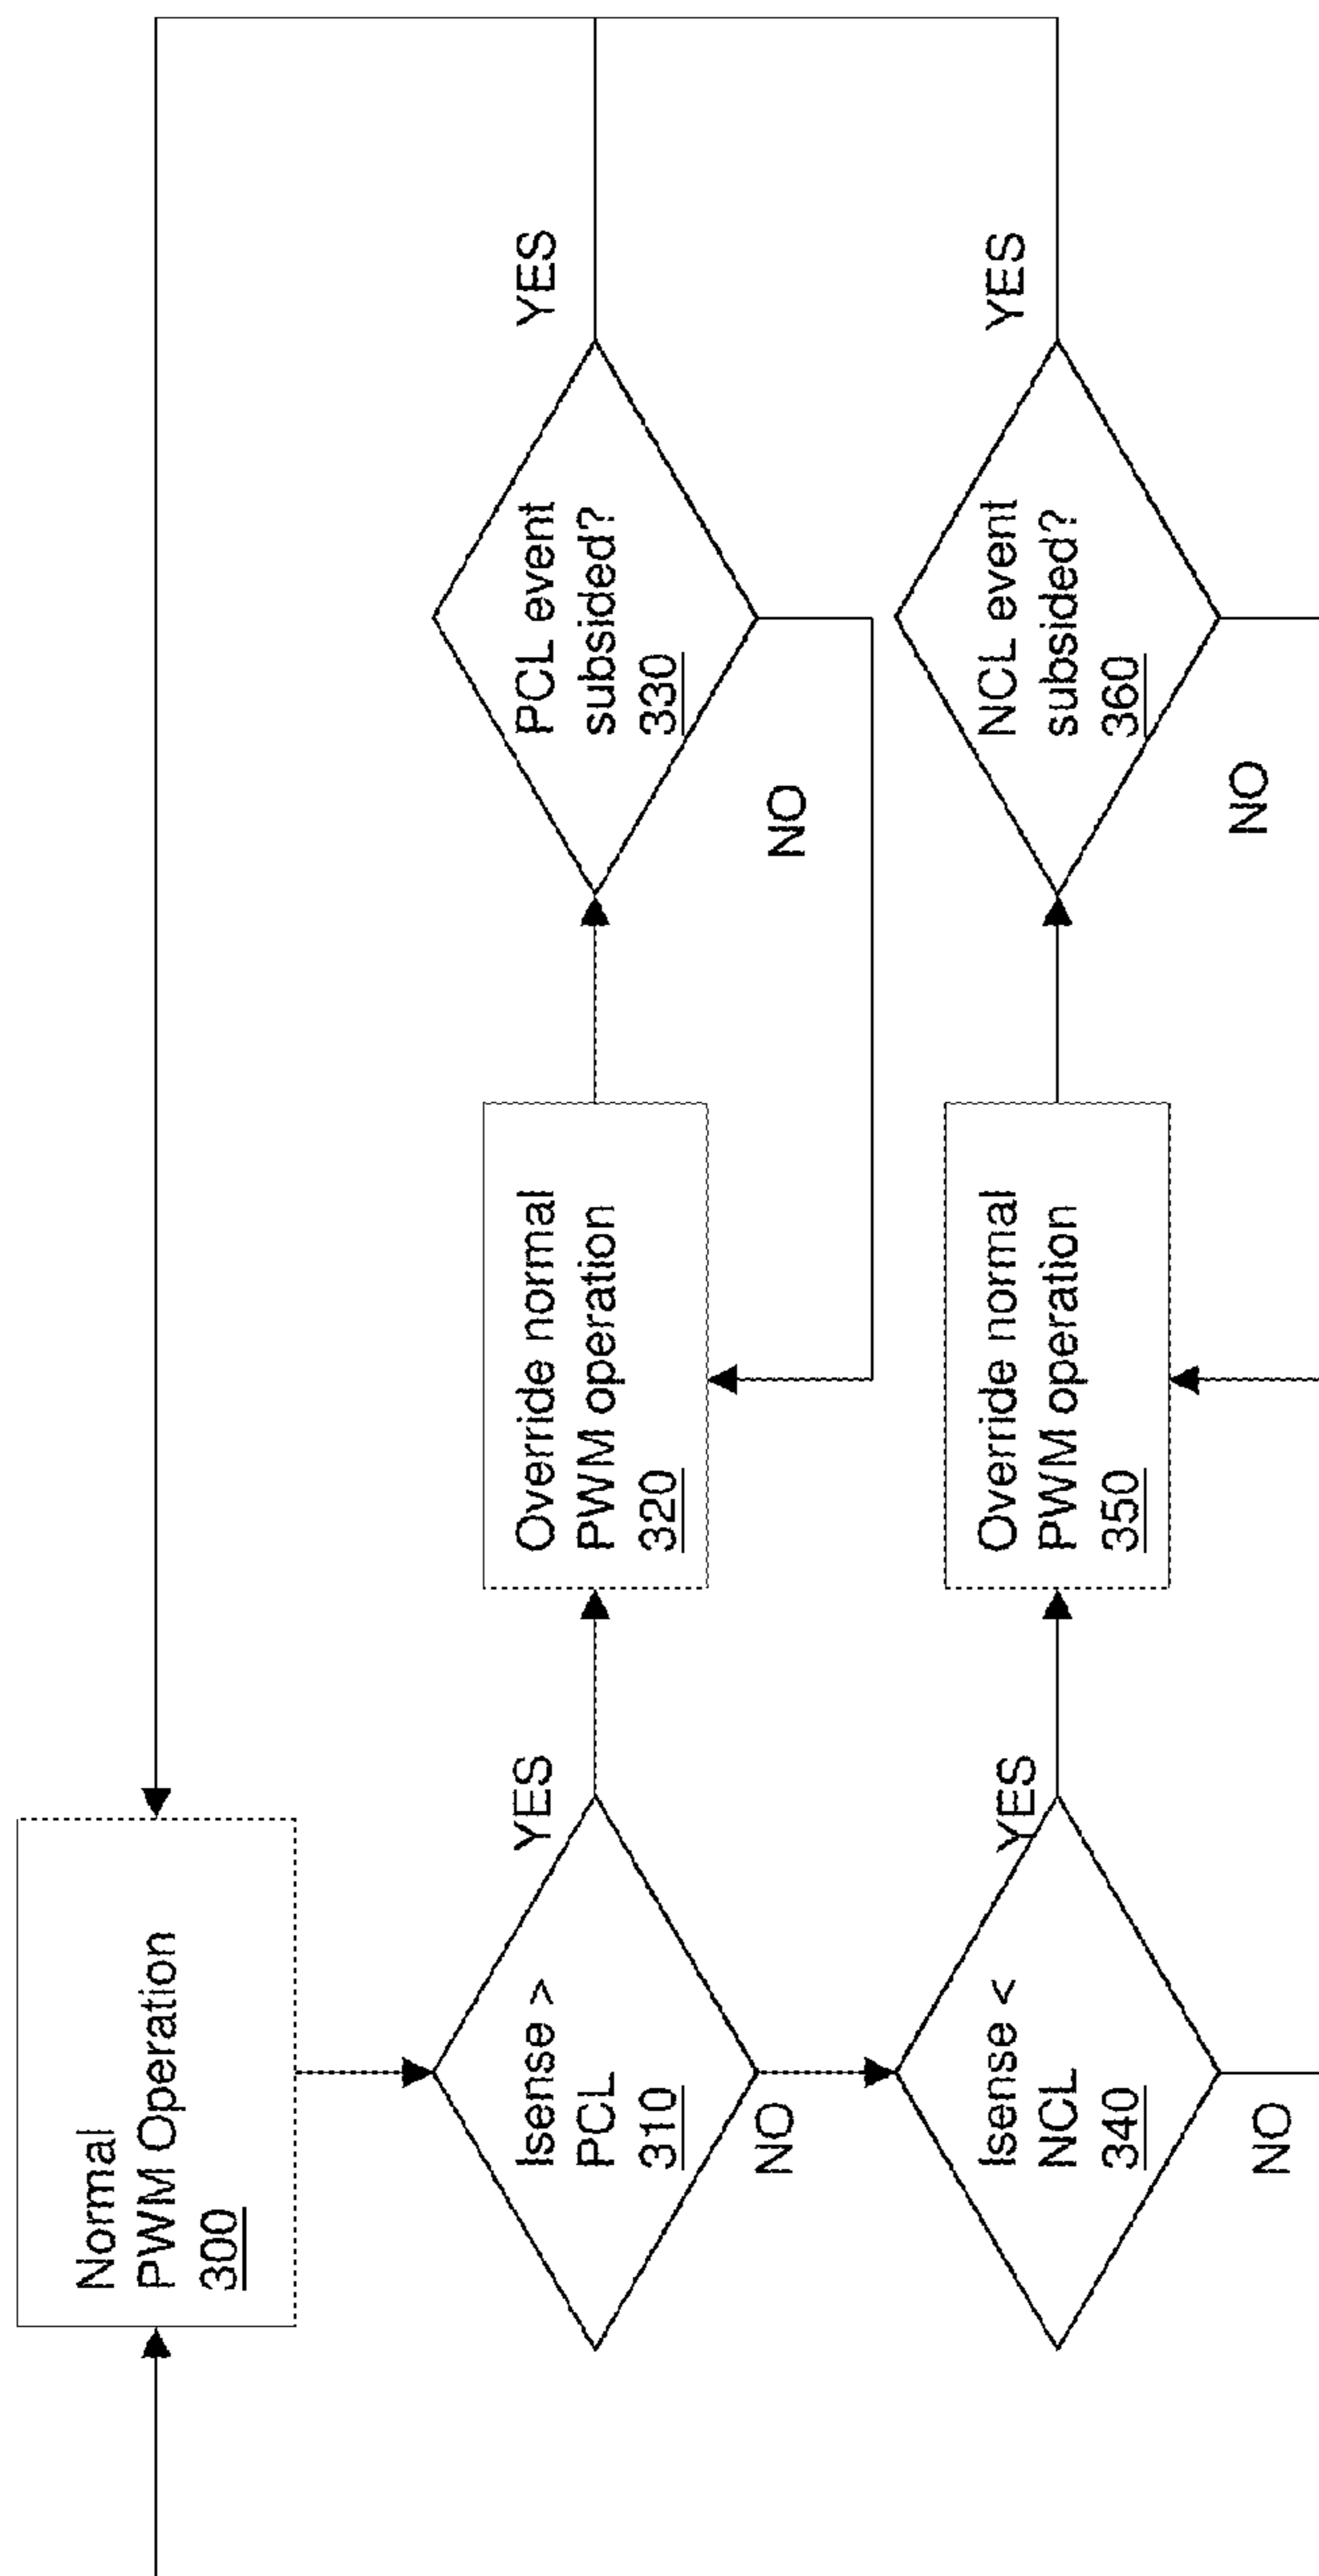 Normal
PWM Operation
300
Isense >
PCL
310
YES
NO
Override normal
PWM operation
320
PCL event
subsided?
330
YES
NO
Isense <
NCL
340
YES
NO
Override normal
PWM operation
350
NCL event
subsided?
360
YES
NO